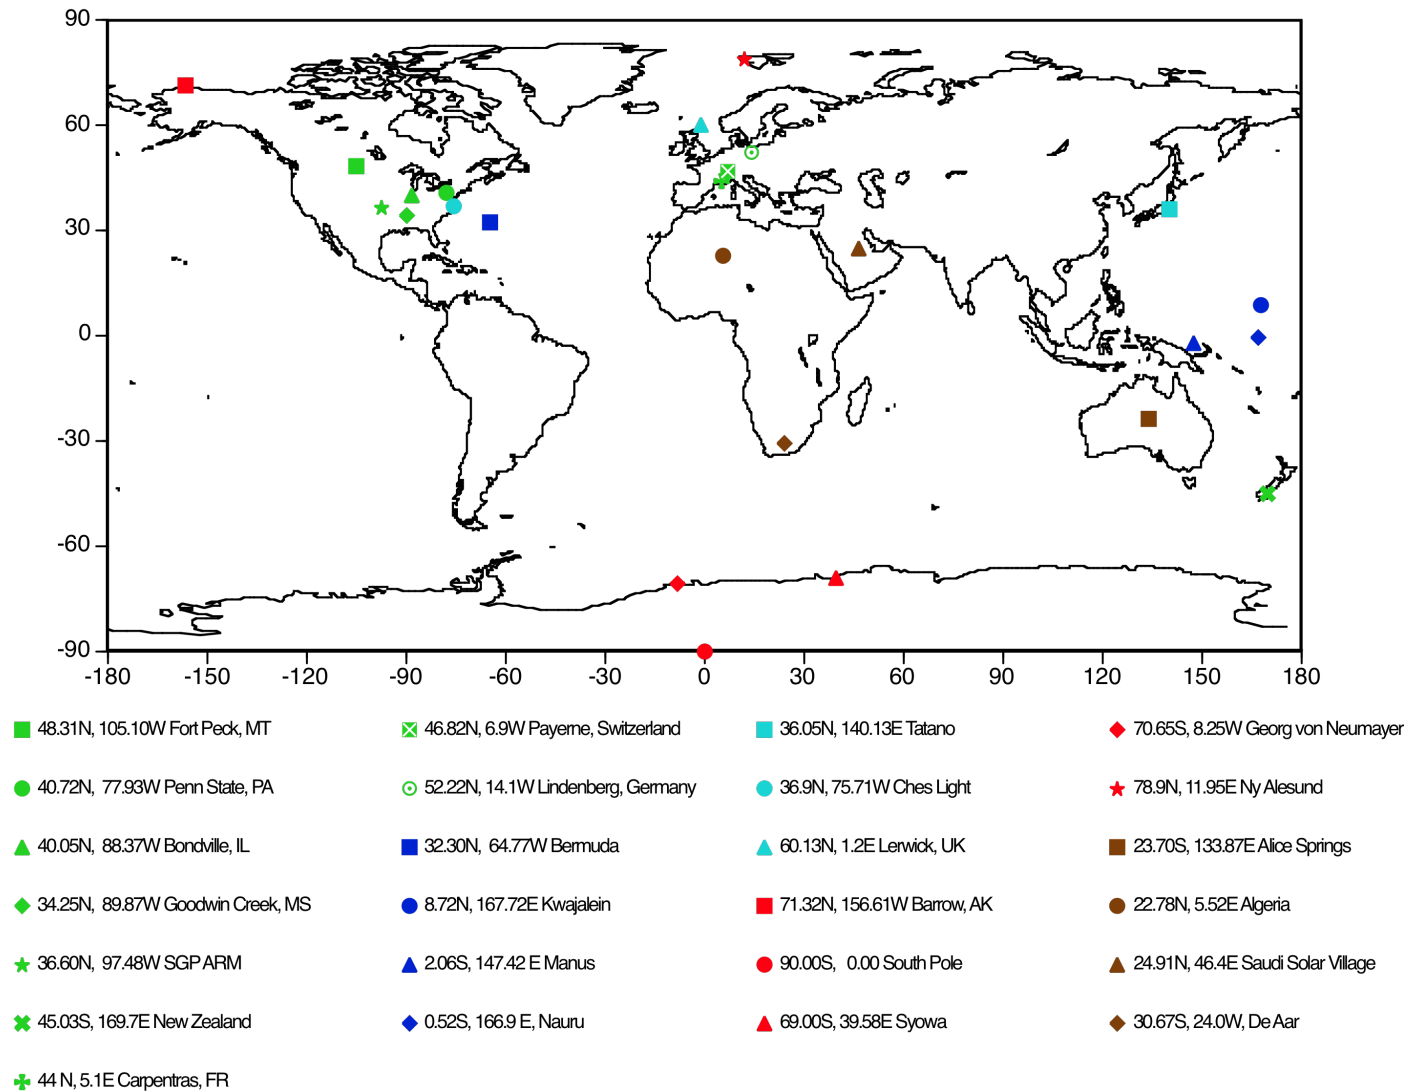 90
60
30
0
-30
-60
-90
-180 -150 -120 -90 -60 -30 0 30 60 90 120 150 180
48.31N, 105.10W Fort Peck, MT
40.72N, 77.93W Penn State, PA
40.05N, 88.37W Bondville, IL
34.25N, 89.87W Goodwin Creek, MS
36.60N, 97.48W SGP ARM
45.03S, 169.7E New Zealand
44 N, 5.1E Carpentras, FR
46.82N, 6.9W Payerne, Switzerland
52.22N, 14.1W Lindenberg, Germany
32.30N, 64.77W Bermuda
8.72N, 167.72E Kwajalein
2.06S, 147.42 E Manus
0.52S, 166.9 E, Nauru
36.05N, 140.13E Tatano
36.9N, 75.71W Ches Light
60.13N, 1.2E Lerwick, UK
71.32N, 156.61W Barrow, AK
90.00S, 0.00 South Pole
69.00S, 39.58E Syowa
70.65S, 8.25W Georg von Neumayer
78.9N, 11.95E Ny Alesund
23.70S, 133.87E Alice Springs
22.78N, 5.52E Algeria
24.91N, 46.4E Saudi Solar Village
30.67S, 24.0W, De Aar